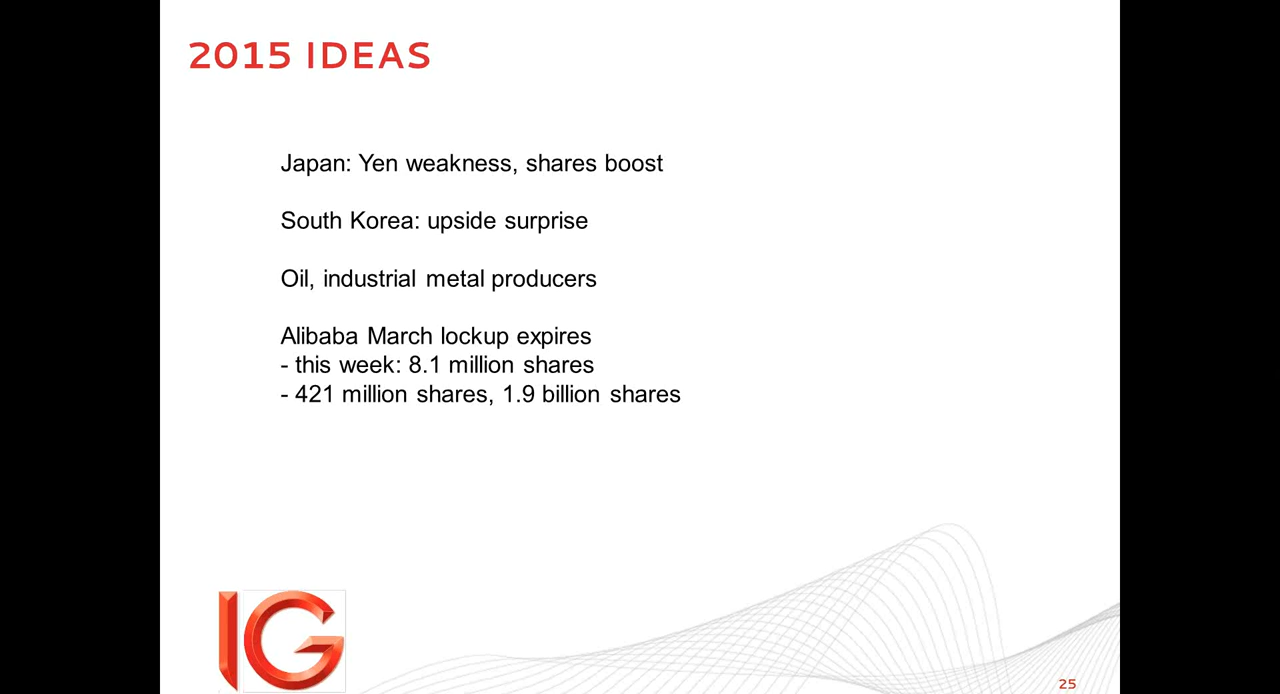 2015 IDEAS
Japan: Yen weakness, shares boost
South Korea: upside surprise
Oil, industrial metal producers
Alibaba March lockup expires
- this week: 8.1 million shares
- 421 million shares, 1.9 billion shares
IG
25